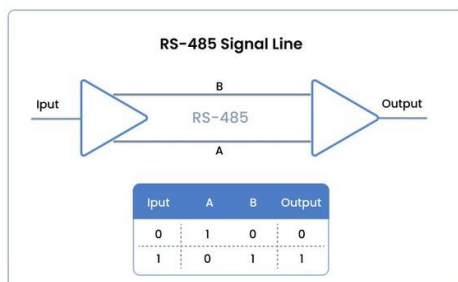 RS-485 Signal Line
B
Iput
RS-485
Output
A
Iput A B Output
0 1 0 0
1 0 1 1